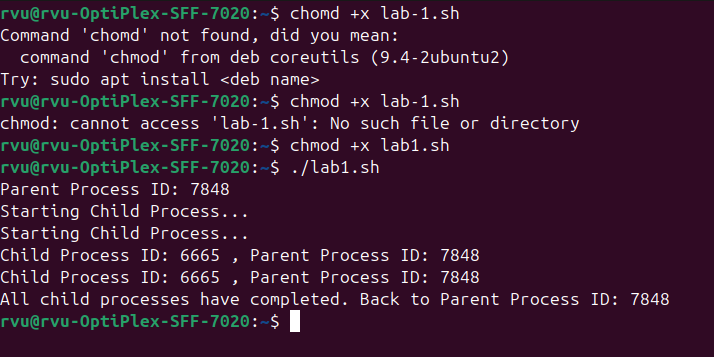 rvu@rvu-OptiPlex-SFF-7020:~$ chomd +x lab-1.sh
Command 'chomd' not found, did you mean:
  command 'chmod' from deb coreutils (9.4-2ubuntu2)
Try: sudo apt install <deb name>
rvu@rvu-OptiPlex-SFF-7020:~$ chmod +x lab-1.sh
chmod: cannot access 'lab-1.sh': No such file or directory
rvu@rvu-OptiPlex-SFF-7020:~$ chmod +x lab1.sh
rvu@rvu-OptiPlex-SFF-7020:~$ ./lab1.sh
Parent Process ID: 7848
Starting Child Process...
Starting Child Process...
Child Process ID: 6665 , Parent Process ID: 7848
Child Process ID: 6665 , Parent Process ID: 7848
All child processes have completed. Back to Parent Process ID: 7848
rvu@rvu-OptiPlex-SFF-7020:~$